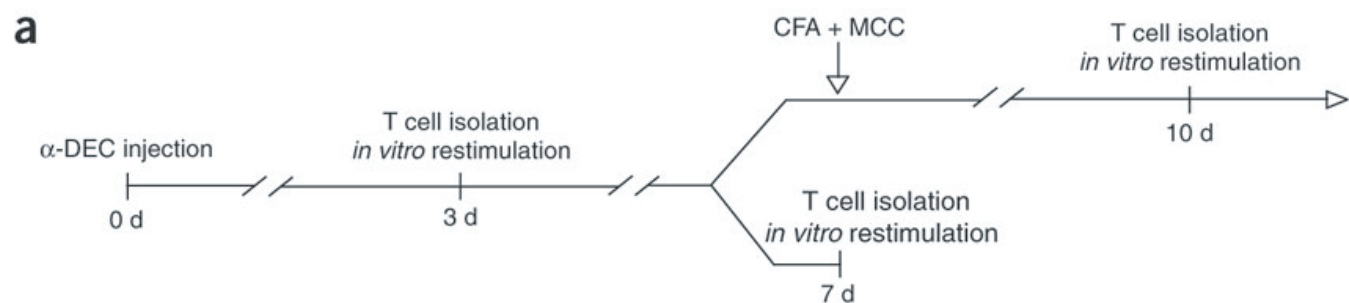 a
CFA + MCC
T cell isolation
in vitro restimulation
10 d
α-DEC injection
0 d
T cell isolation
in vitro restimulation
3 d
T cell isolation
in vitro restimulation
7 d